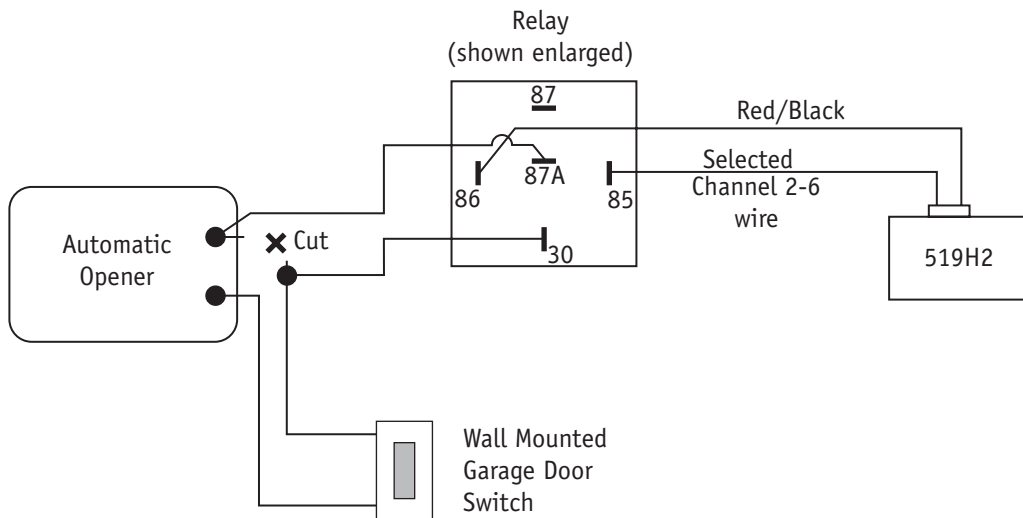 Relay
(shown enlarged)
87
Red/Black
87A
86
85
Selected
Channel 2-6
wire
Automatic
Opener
Cut
30
519H2
Wall Mounted
Garage Door
Switch